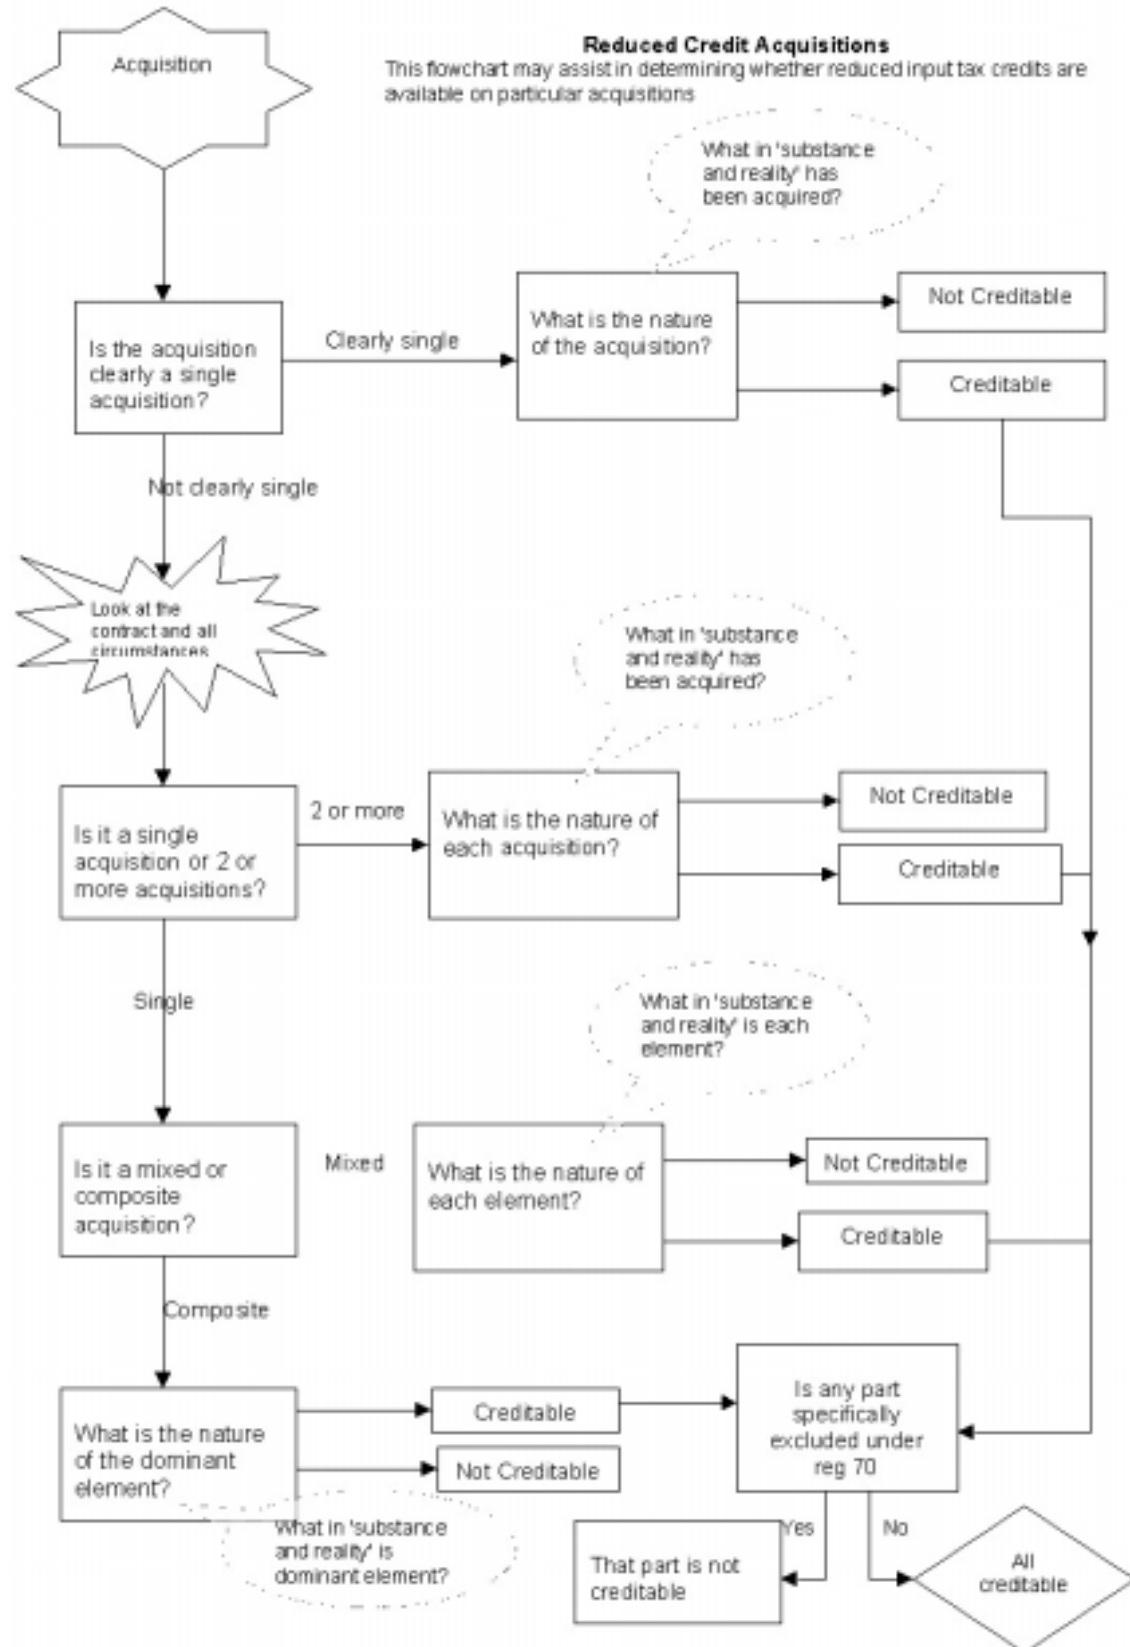 Acquisition
Reduced Credit Acquisitions
This flowchart may assist in determining whether reduced input tax credits are
available on particular acquisitions
What in 'substance
and reality' has
been acquired?
Is the acquisition
clearly a single
acquisition?
Clearly single
What is the nature
of the acquisition?
Not Creditable
Creditable
Not clearly single
Look at the
contract and all
circumstances
What in 'substance
and reality' has
been acquired?
Is it a single
acquisition or 2 or
more acquisitions?
2 or more
What is the nature of
each acquisition?
Not Creditable
Creditable
Single
What in 'substance
and reality' is each
element?
Is it a mixed or
composite
acquisition?
Mixed
What is the nature of
each element?
Not Creditable
Creditable
Composite
What is the nature
of the dominant
element?
Creditable
Not Creditable
What in 'substance
and reality' is
dominant element?
Is any part
specifically
excluded under
reg 70
Yes
No
That part is not
creditable
All
creditable